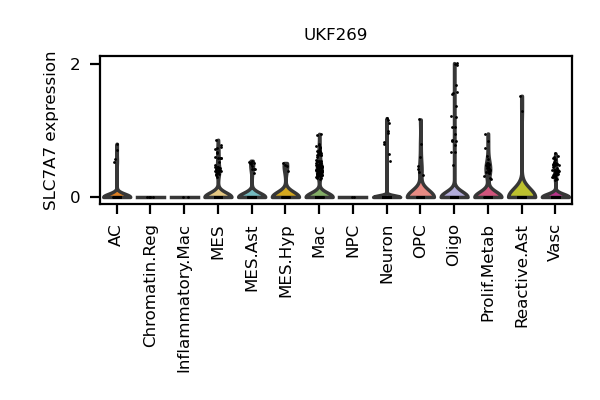 UKF269
SLC7A7 expression
2
0
AC
Chromatin.Reg
Inflammatory.Mac
MES
MES.Ast
MES.Hyp
Mac
NPC
Neuron
OPC
Oligo
Prolif.Metab
Reactive.Ast
Vasc